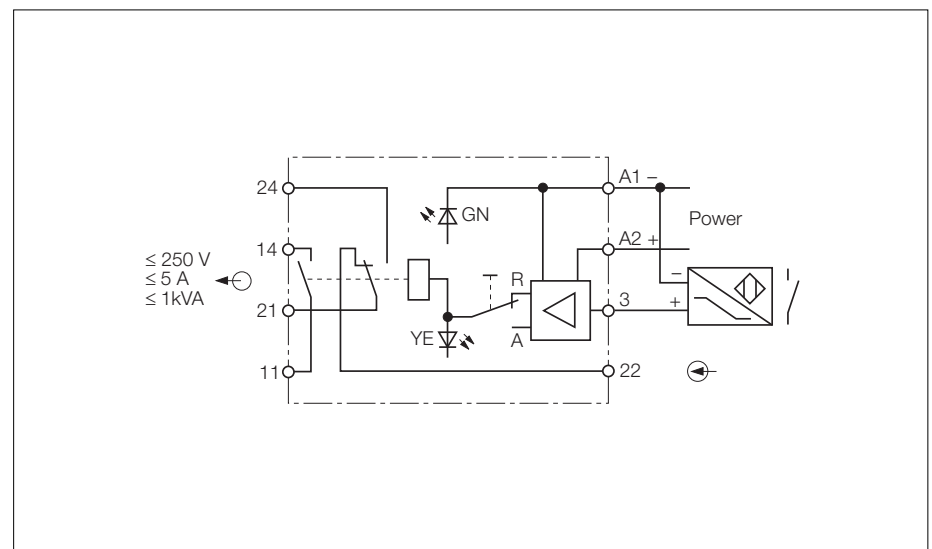 24
14
21
11
≤ 250 V
≤ 5 A
≤ 1kVA
GN
YE
R
A
A1 –
Power
A2 +
–
+
3
22